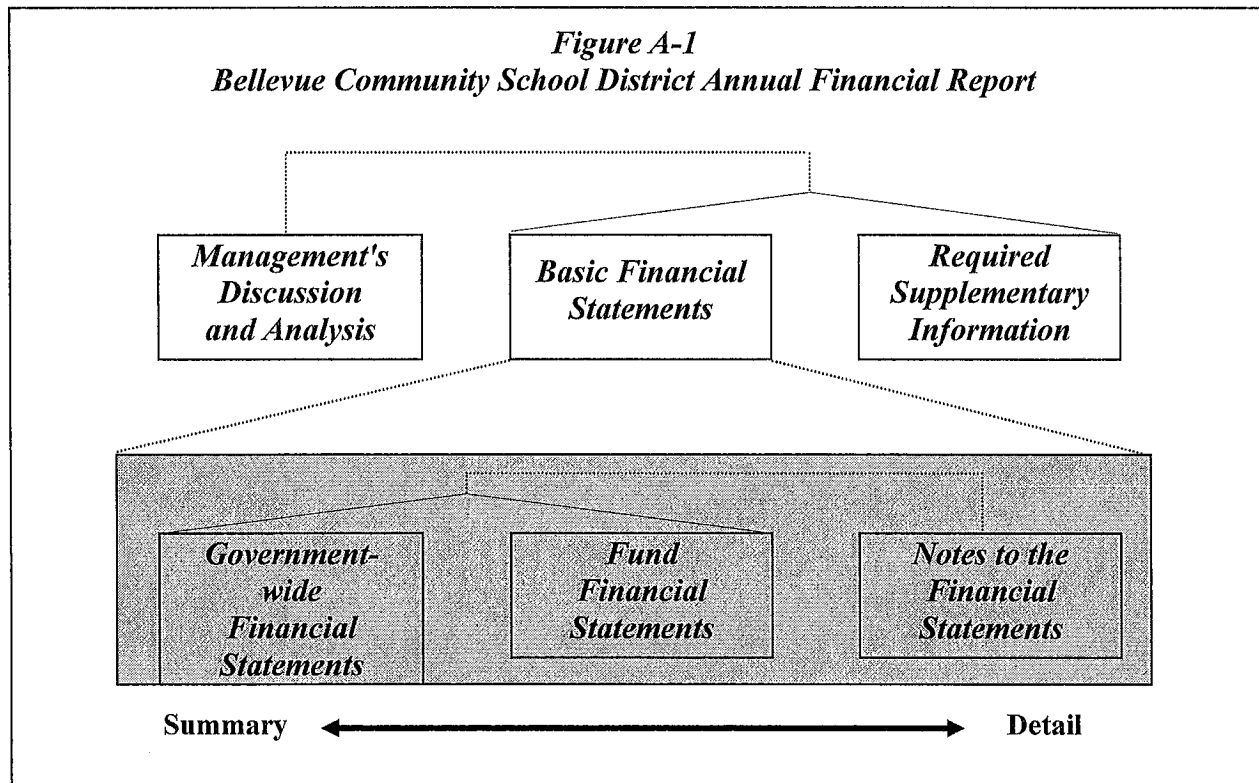 Figure A-1
Bellevue Community School District Annual Financial Report
Management's
Discussion
and Analysis
Basic Financial
Statements
Required
Supplementary
Information
Government-
wide
Financial
Statements
Fund
Financial
Statements
Notes to the
Financial
Statements
Summary
Detail